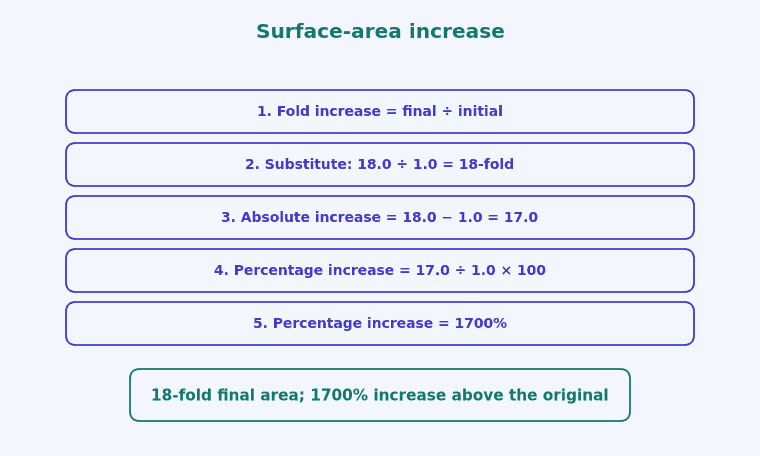 Surface-area increase
1. Fold increase = final ÷ initial
2. Substitute: 18.0 ÷ 1.0 = 18-fold
3. Absolute increase = 18.0 − 1.0 = 17.0
4. Percentage increase = 17.0 ÷ 1.0 × 100
5. Percentage increase = 1700%
18-fold final area; 1700% increase above the original